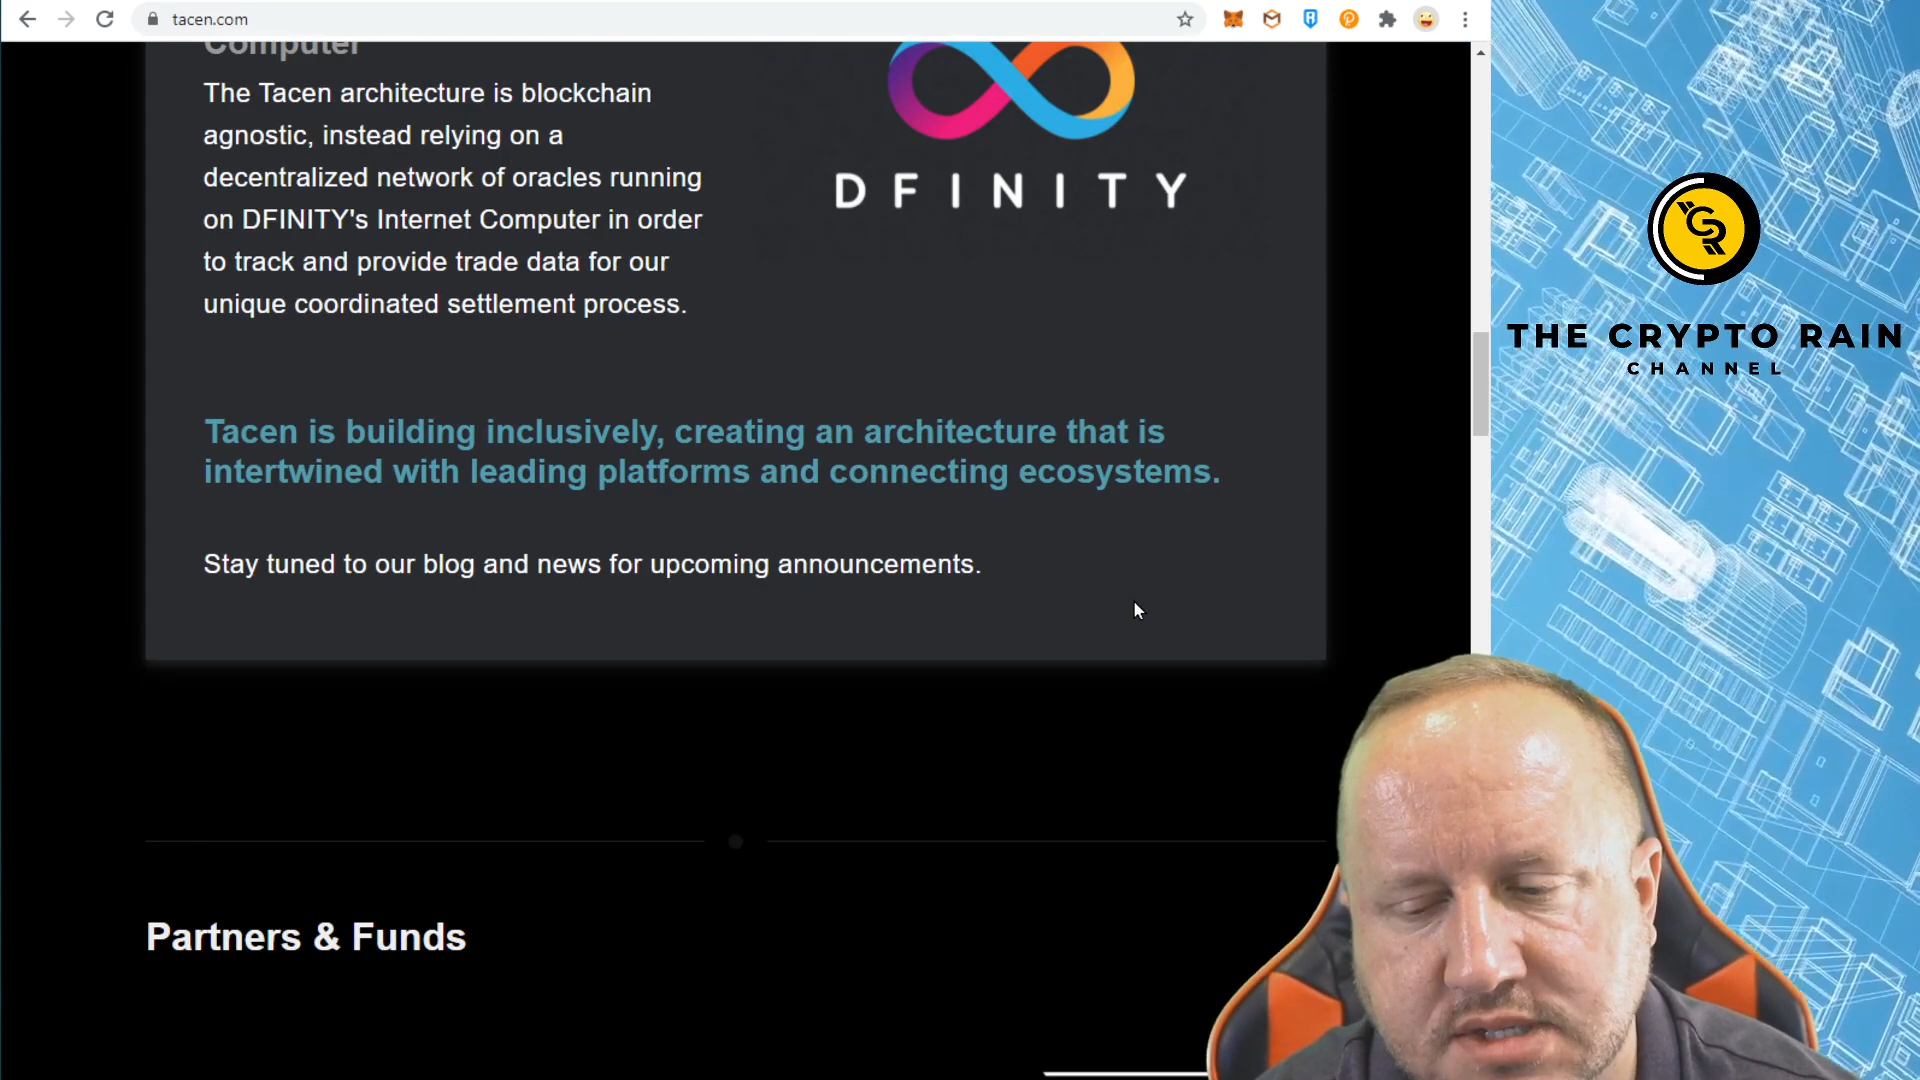 tacen.com
Computer
The Tacen architecture is blockchain
agnostic, instead relying on a
decentralized network of oracles running
on DFINITY's Internet Computer in order
to track and provide trade data for our
unique coordinated settlement process.
DFINITY
Tacen is building inclusively, creating an architecture that is
intertwined with leading platforms and connecting ecosystems.
Stay tuned to our blog and news for upcoming announcements.
Partners & Funds
CR
THE CRYPTO RAIN
CHANNEL